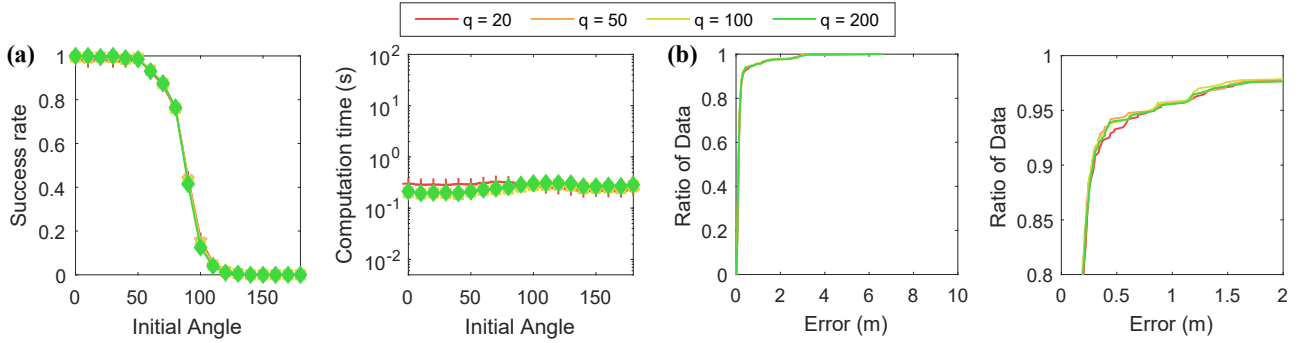 q = 20 q = 50 q = 100 q = 200
(a)
Success rate
1
0.8
0.6
0.4
0.2
0
0 50 100 150
Initial Angle
Computation time (s)
10^2
10^1
10^0
10^-1
10^-2
0 50 100 150
Initial Angle
(b)
Ratio of Data
1
0.8
0.6
0.4
0.2
0
0 2 4 6 8 10
Error (m)
Ratio of Data
1
0.95
0.9
0.85
0.8
0 0.5 1 1.5 2
Error (m)